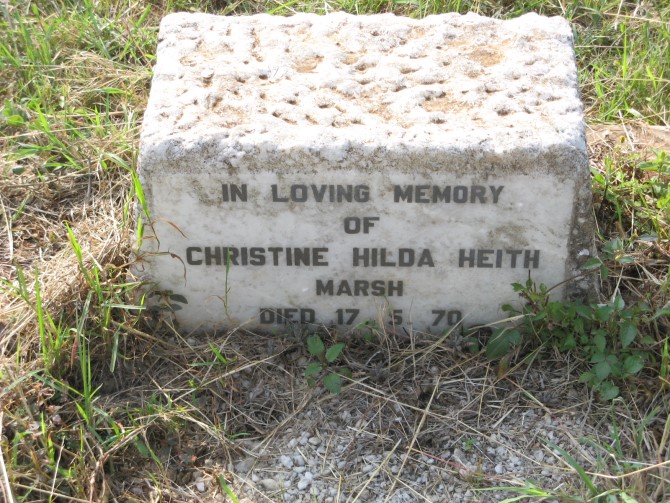 IN LOVING MEMORY
OF
CHRISTINE HILDA HEITH
MARSH
DIED 17 5 70